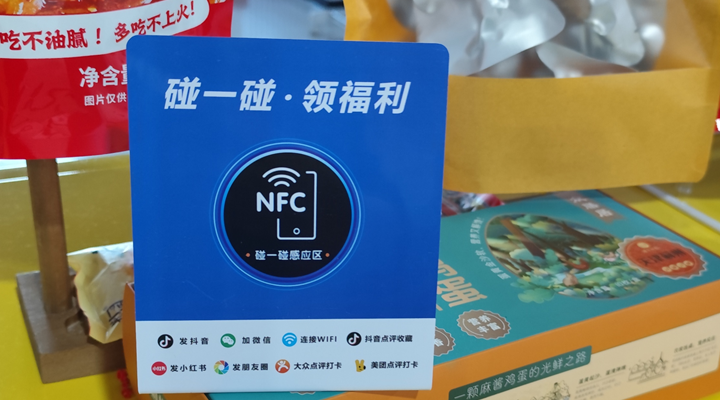 吃不油腻！多吃不上火！
净含量
图片仅供
碰一碰·领福利
NFC
碰一碰感应区
发抖音 加微信 连接WIFI 抖音点评收藏
小红书 发小红书 发朋友圈 大众点评打卡 美团点评打卡
一颗麻酱鸡蛋的光鲜之路